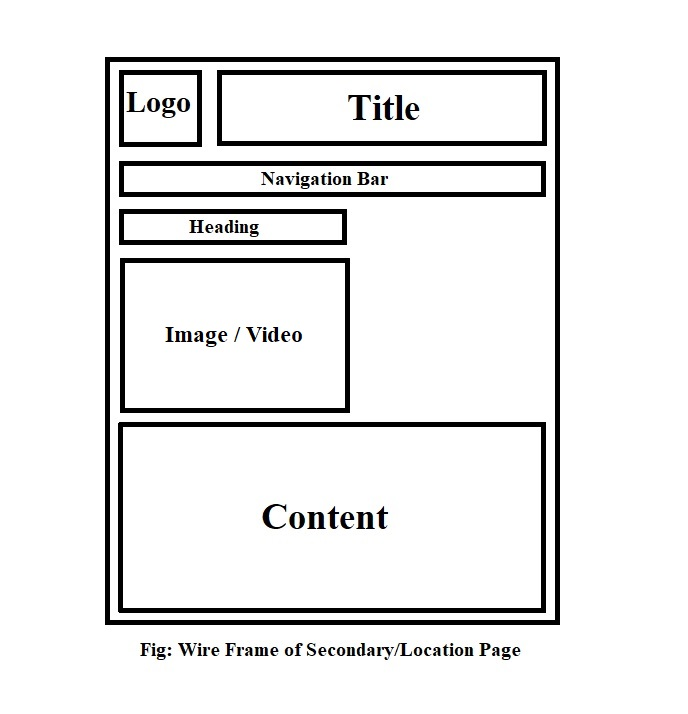 Logo
Title
Navigation Bar
Heading
Image / Video
Content
Fig: Wire Frame of Secondary/Location Page